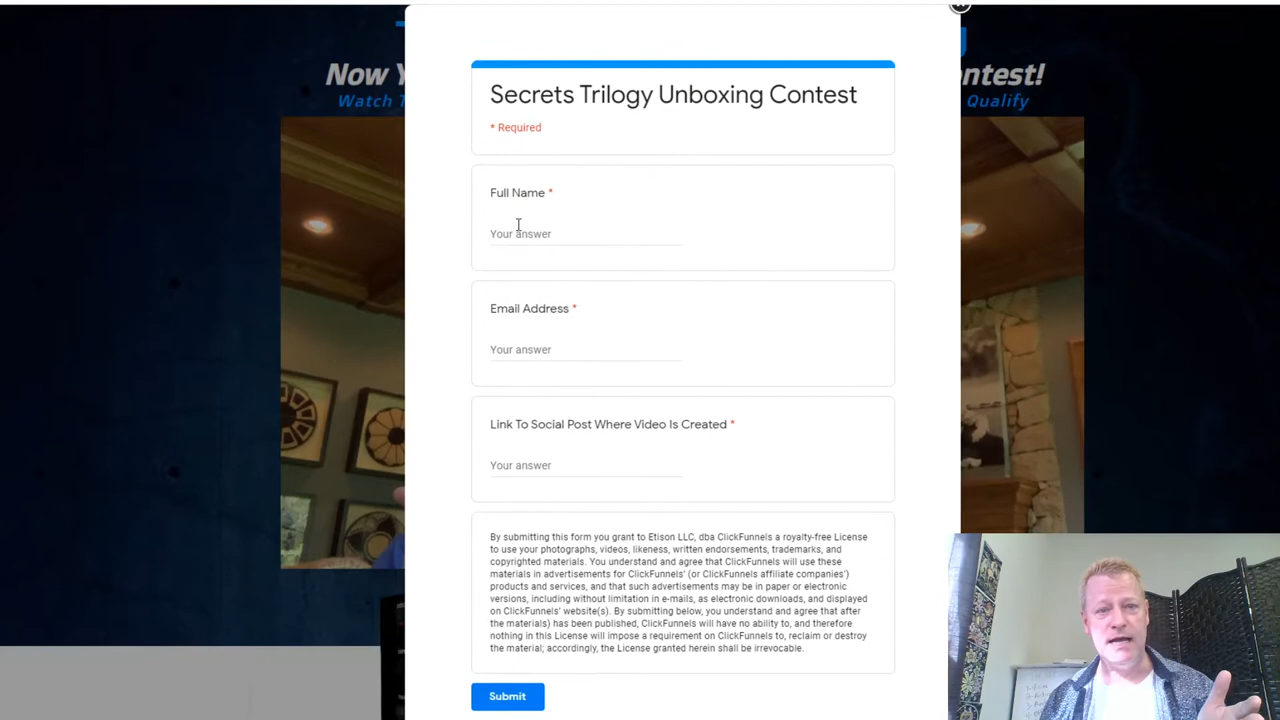 Now Y
ontest!
Watch T
Qualify
Secrets Trilogy Unboxing Contest
* Required
Full Name *
Your answer
Email Address *
Your answer
Link To Social Post Where Video Is Created *
Your answer
By submitting this form you grant to Etison LLC, dba ClickFunnels a royalty-free License
to use your photographs, videos, likeness, written endorsements, trademarks, and
copyrighted materials. You understand and agree that ClickFunnels will use these
materials in advertisements for ClickFunnels' (or ClickFunnels affiliate companies')
products and services, and that such advertisements may be in paper or electronic
versions, including without limitation in e-mails, as electronic downloads, and displayed
on ClickFunnels' website(s). By submitting below, you understand and agree that after
the materials) has been published, ClickFunnels will have no ability to, and therefore
nothing in this License will impose a requirement on ClickFunnels to, reclaim or destroy
the material; accordingly, the License granted herein shall be irrevocable.
Submit